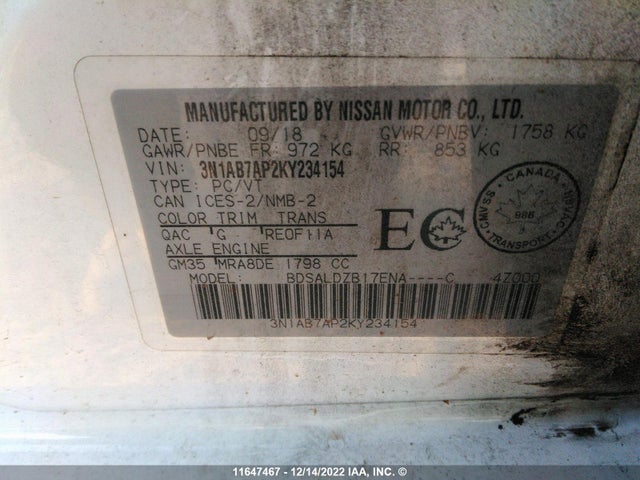 MANUFACTURED BY NISSAN MOTOR CO., LTD.
DATE: 09/18 GVWR/PNBV: 1758 KG
GAWR/PNBE FR: 972 KG RR: 853 KG
VIN: 3N1AB7AP2KY234154
TYPE: PC/VT
CAN ICES-2/NMB-2
COLOR TRIM TRANS
QAC G RE0F11A
AXLE ENGINE
GM35 MRA8DE 1798 CC
MODEL: BDSALDZB17ENA----C 4Z000
3N1AB7AP2KY234154
EC
CANADA
CMVSS NSVAC
986
TRANSPORT
11647467 - 12/14/2022 IAA, INC. ©